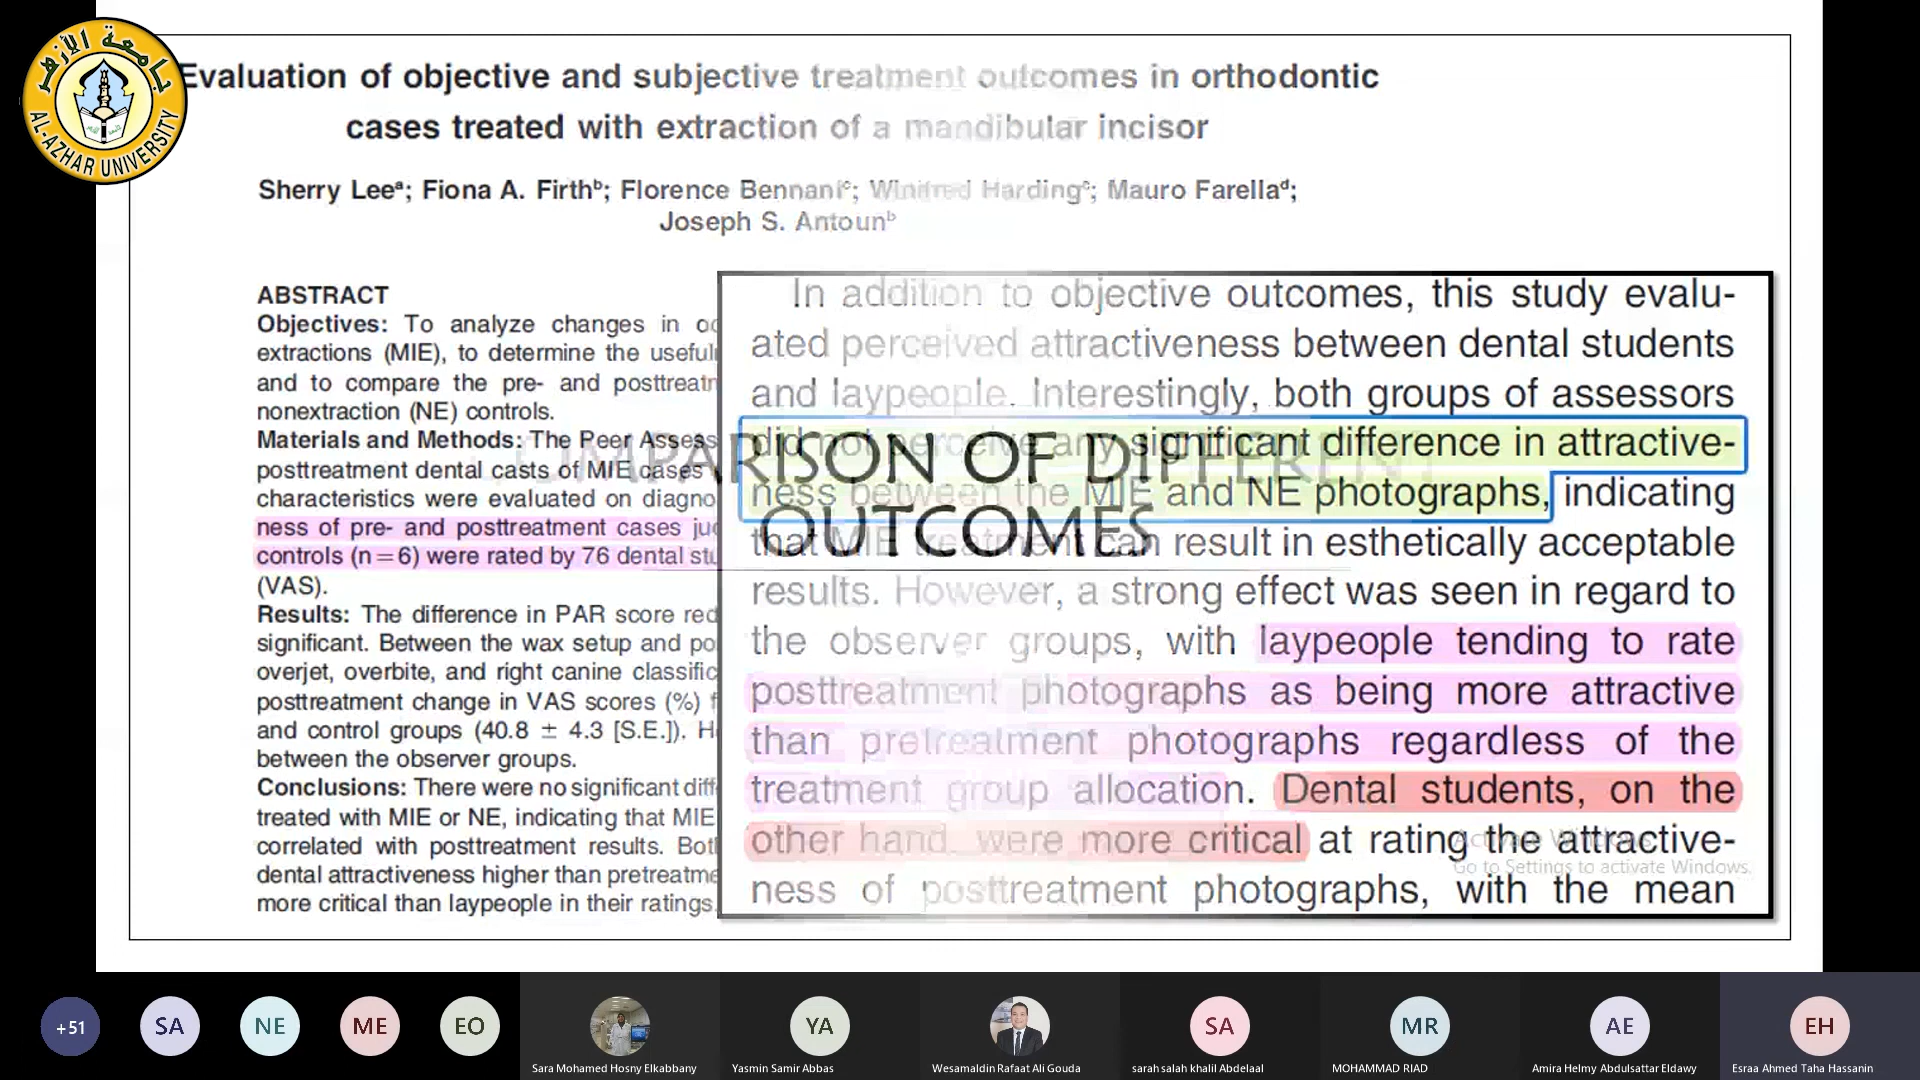 جامعة الأزهر
AL-AZHAR UNIVERSITY
Evaluation of objective and subjective treatment outcomes in orthodontic
cases treated with extraction of a mandibular incisor
Sherry Leeᵃ; Fiona A. Firthᵇ; Florence Bennaniᶜ; Winifred Hardingᶜ; Mauro Farellaᵈ;
Joseph S. Antounᵇ
ABSTRACT
Objectives: To analyze changes in oc
extractions (MIE), to determine the useful
and to compare the pre- and posttreatn
nonextraction (NE) controls.
Materials and Methods: The Peer Assess
posttreatment dental casts of MIE cases
characteristics were evaluated on diagno
ness of pre- and posttreatment cases ju
controls (n=6) were rated by 76 dental stu
(VAS).
Results: The difference in PAR score red
significant. Between the wax setup and po
overjet, overbite, and right canine classific
posttreatment change in VAS scores (%) f
and control groups (40.8 ± 4.3 [S.E.]). H
between the observer groups.
Conclusions: There were no significant diff
treated with MIE or NE, indicating that MIE
correlated with posttreatment results. Bot
dental attractiveness higher than pretreatme
more critical than laypeople in their ratings.
In addition to objective outcomes, this study evalu-
ated perceived attractiveness between dental students
and laypeople. Interestingly, both groups of assessors
did not perceive any significant difference in attractive-
ness between the MIE and NE photographs, indicating
that MIE treatment can result in esthetically acceptable
results. However, a strong effect was seen in regard to
the observer groups, with laypeople tending to rate
posttreatment photographs as being more attractive
than pretreatment photographs regardless of the
treatment group allocation. Dental students, on the
other hand, were more critical at rating the attractive-
ness of posttreatment photographs, with the mean
COMPARISON OF DIFFERENT
OUTCOMES
Activate Windows
Go to Settings to activate Windows.
+51
SA
NE
ME
EO
YA
SA
MR
AE
EH
Sara Mohamed Hosny Elkabbany
Yasmin Samir Abbas
Wesamaldin Rafaat Ali Gouda
sarah salah khalil Abdelaal
MOHAMMAD RIAD
Amira Helmy Abdulsattar Eldawy
Esraa Ahmed Taha Hassanin